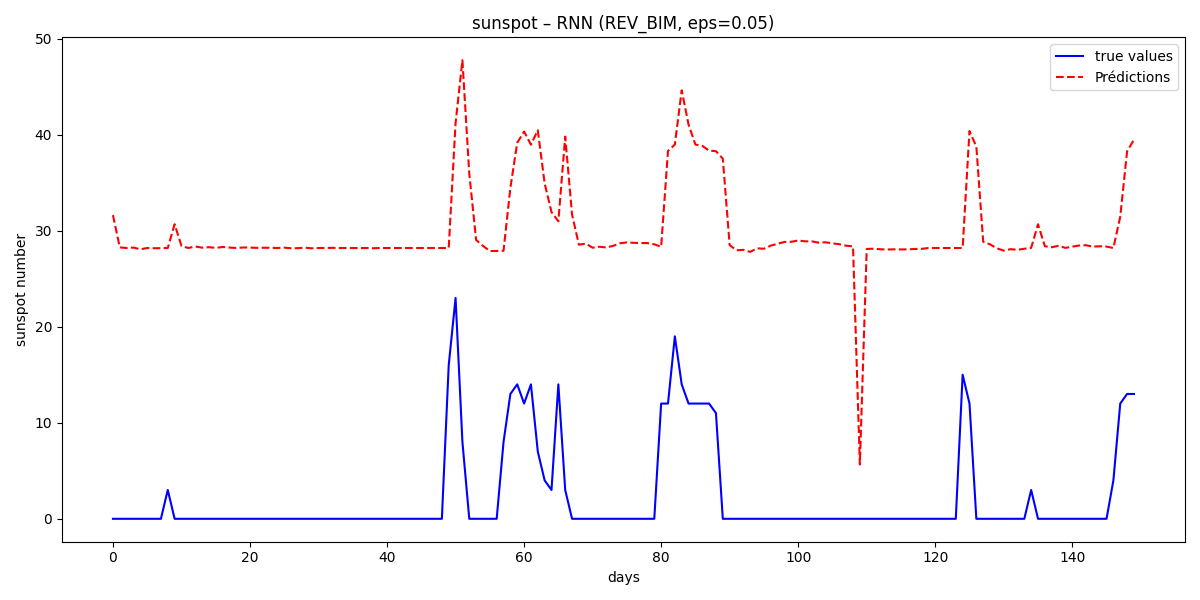 sunspot – RNN (REV_BIM, eps=0.05)
true values
Prédictions
sunspot number
50
40
30
20
10
0
0 20 40 60 80 100 120 140
days